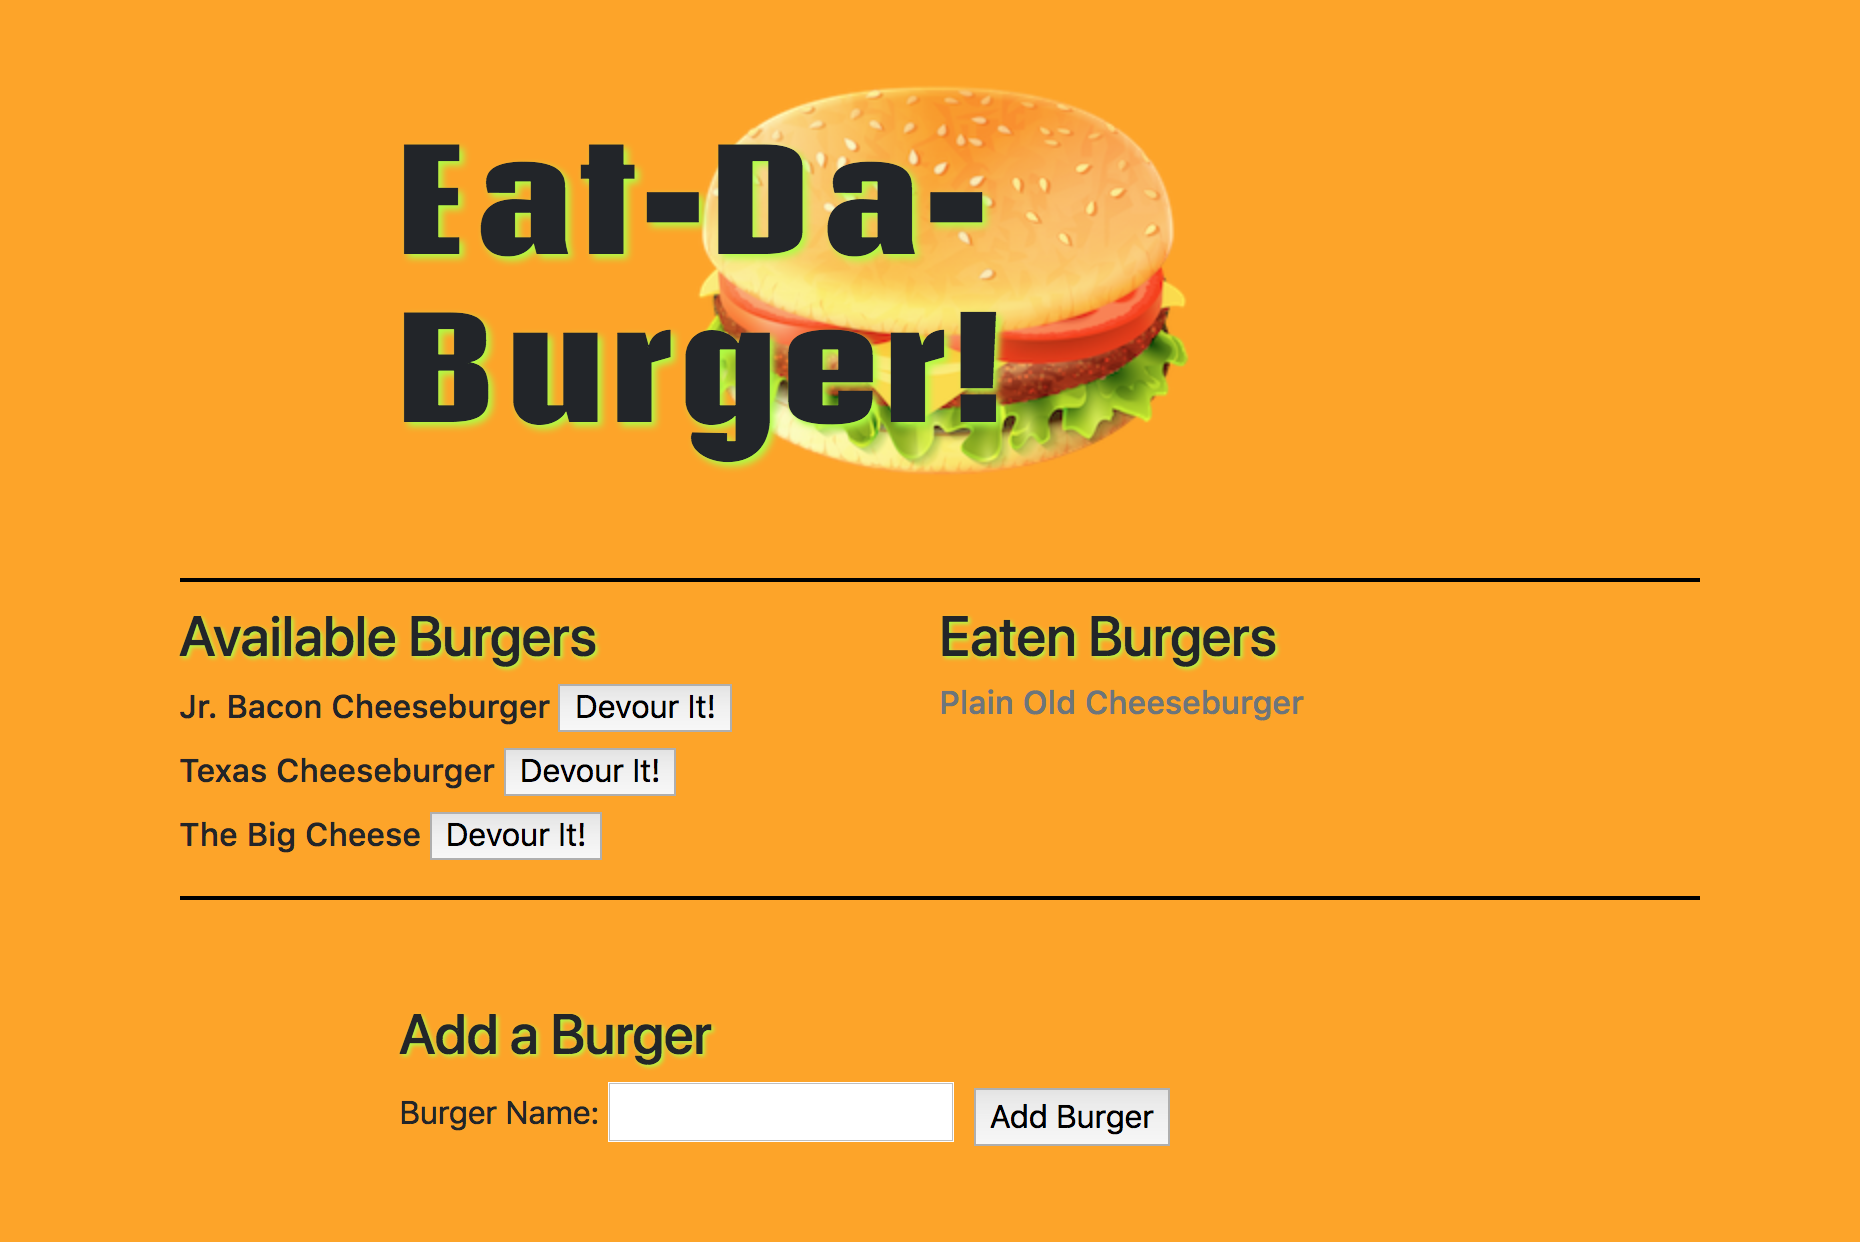 Eat-Da-
Burger!
Available Burgers
Jr. Bacon Cheeseburger Devour It!
Texas Cheeseburger Devour It!
The Big Cheese Devour It!
Eaten Burgers
Plain Old Cheeseburger
Add a Burger
Burger Name: Add Burger